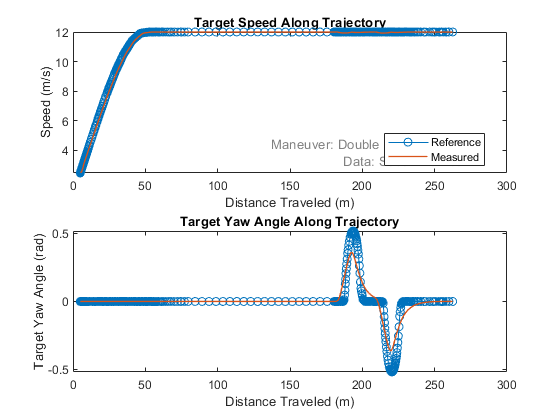 Target Speed Along Trajectory
12
10
8
6
4
Speed (m/s)
Maneuver: Double
Data:
Reference
Measured
0 50 100 150 200 250 300
Distance Traveled (m)
Target Yaw Angle Along Trajectory
0.5
0
-0.5
Target Yaw Angle (rad)
0 50 100 150 200 250 300
Distance Traveled (m)